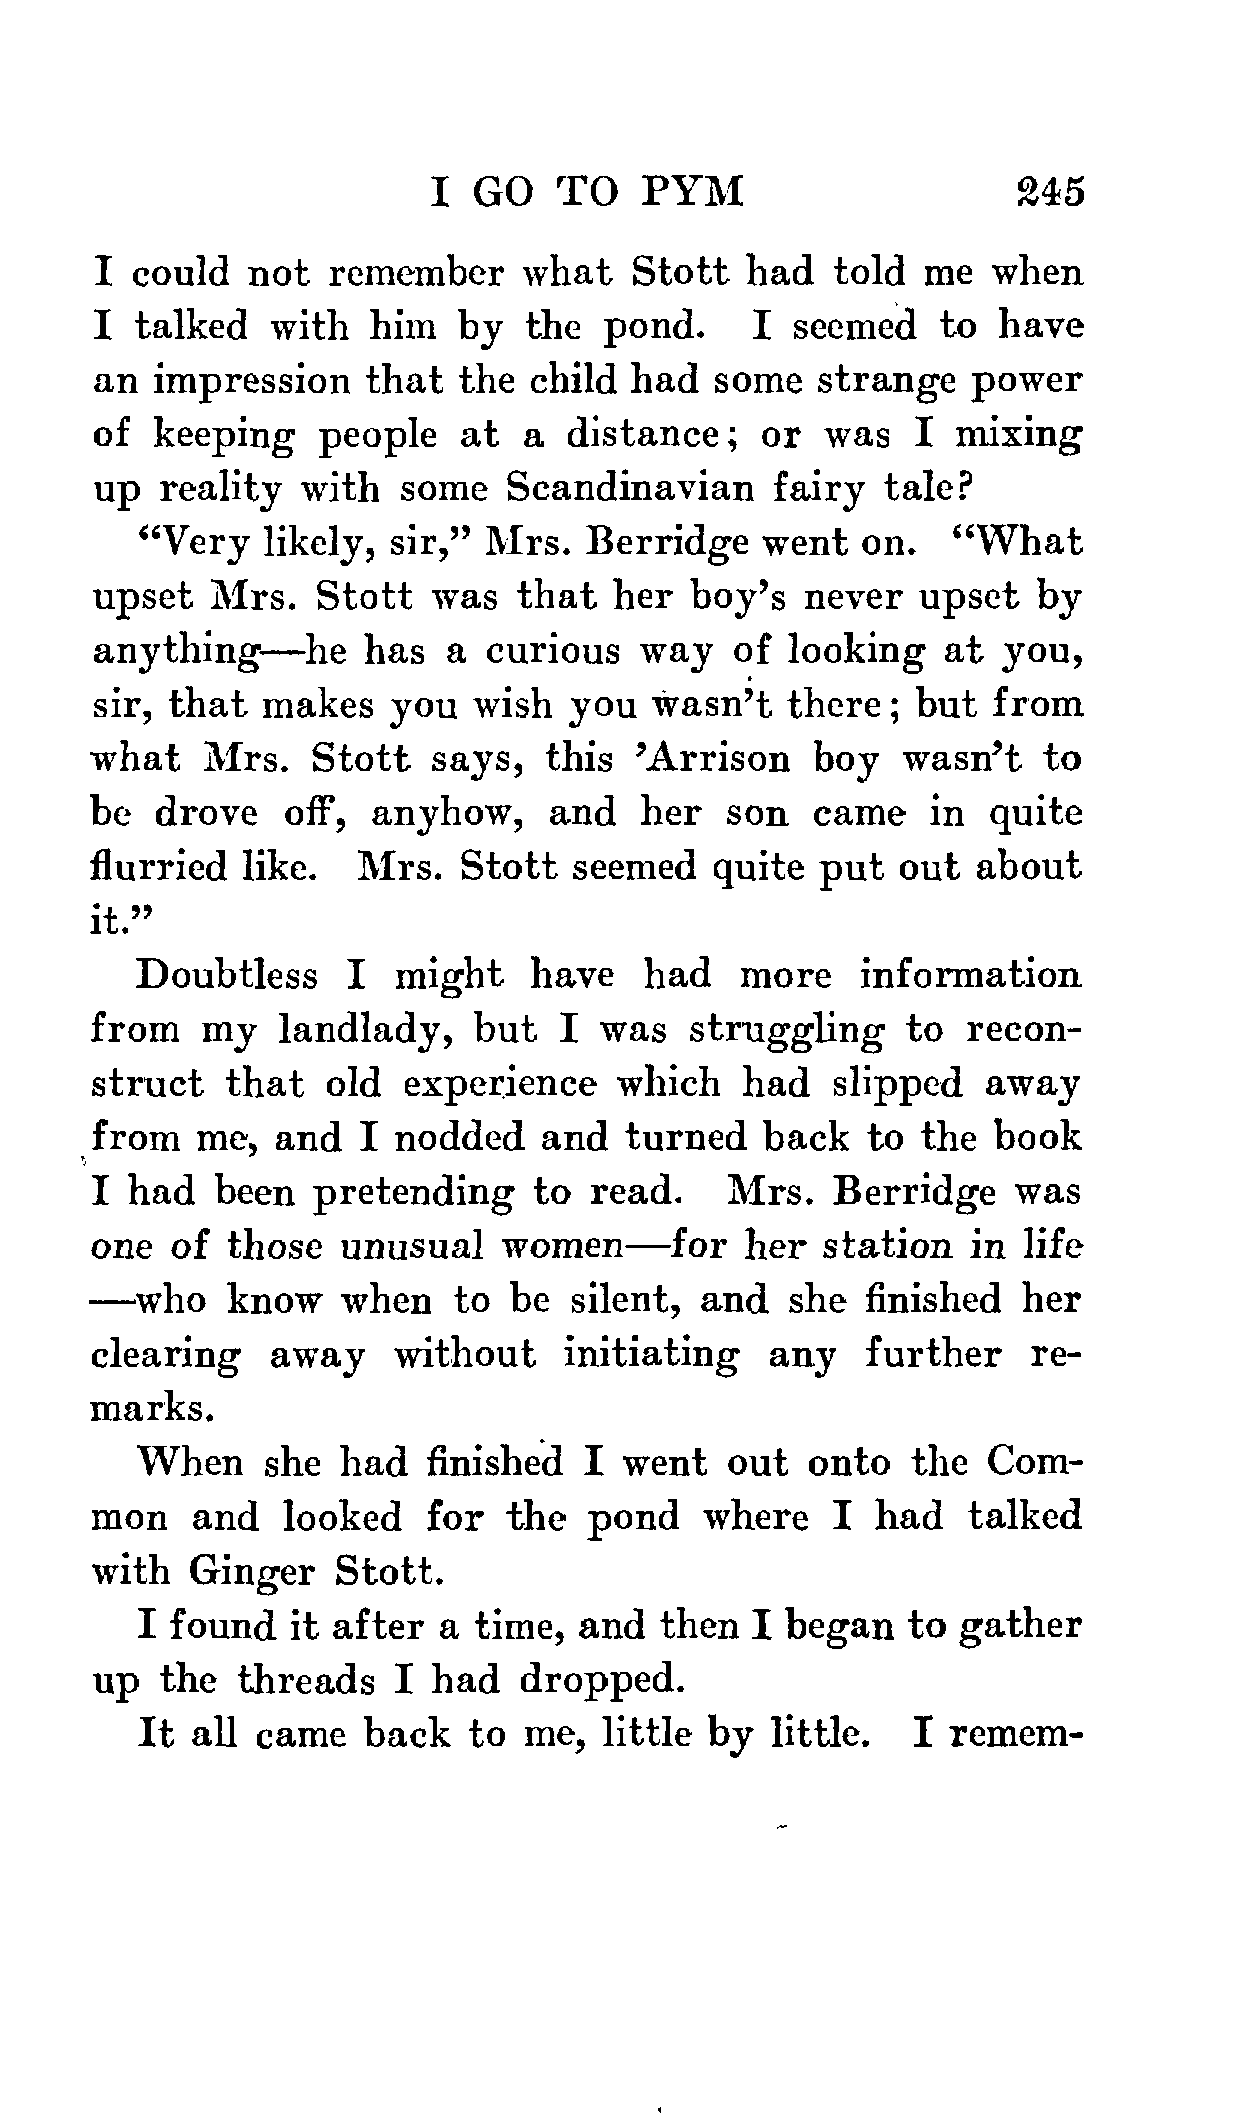 I GO TO PYM 245
I could not remember what Stott had told me when
I talked with him by the pond. I seemed to have
an impression that the child had some strange power
of keeping people at a distance; or was I mixing
up reality with some Scandinavian fairy tale?
“Very likely, sir,” Mrs. Berridge went on. “What
upset Mrs. Stott was that her boy’s never upset by
anything—he has a curious way of looking at you,
sir, that makes you wish you wasn’t there; but from
what Mrs. Stott says, this ’Arrison boy wasn’t to
be drove off, anyhow, and her son came in quite
flurried like. Mrs. Stott seemed quite put out about
it.”
Doubtless I might have had more information
from my landlady, but I was struggling to recon-
struct that old experience which had slipped away
from me, and I nodded and turned back to the book
I had been pretending to read. Mrs. Berridge was
one of those unusual women—for her station in life
—who know when to be silent, and she finished her
clearing away without initiating any further re-
marks.
When she had finished I went out onto the Com-
mon and looked for the pond where I had talked
with Ginger Stott.
I found it after a time, and then I began to gather
up the threads I had dropped.
It all came back to me, little by little. I remem-